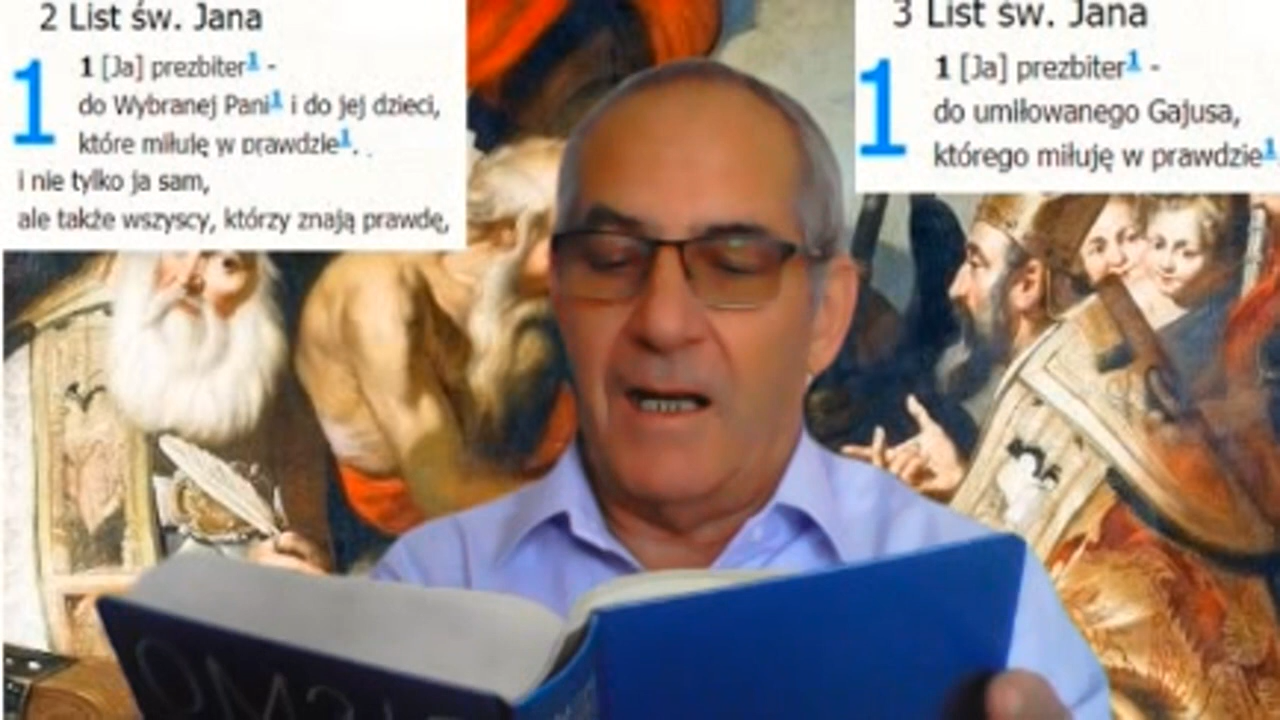 2 List św. Jana
1
1 [Ja] prezbiter1 -
do Wybranej Pani1 i do jej dzieci,
które miłuję w prawdzie1.
i nie tylko ja sam,
ale także wszyscy, którzy znają prawdę,
3 List św. Jana
1
1 [Ja] prezbiter1 -
do umiłowanego Gajusa,
którego miłuję w prawdzie1